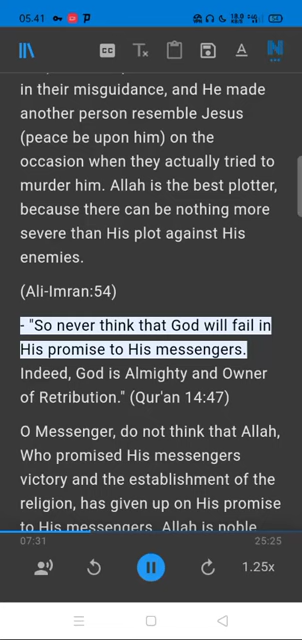 05.41
in their misguidance, and He made
another person resemble Jesus
(peace be upon him) on the
occasion when they actually tried to
murder him. Allah is the best plotter,
because there can be nothing more
severe than His plot against His
enemies.
(Ali-Imran:54)
- "So never think that God will fail in
His promise to His messengers.
Indeed, God is Almighty and Owner
of Retribution." (Qur'an 14:47)
O Messenger, do not think that Allah,
Who promised His messengers
victory and the establishment of the
religion, has given up on His promise
to His messengers. Allah is noble
07:31
25:25
1.25x